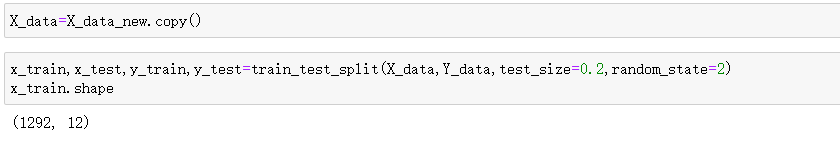 X_data=X_data_new.copy()
x_train,x_test,y_train,y_test=train_test_split(X_data,Y_data,test_size=0.2,random_state=2)
x_train.shape
(1292, 12)